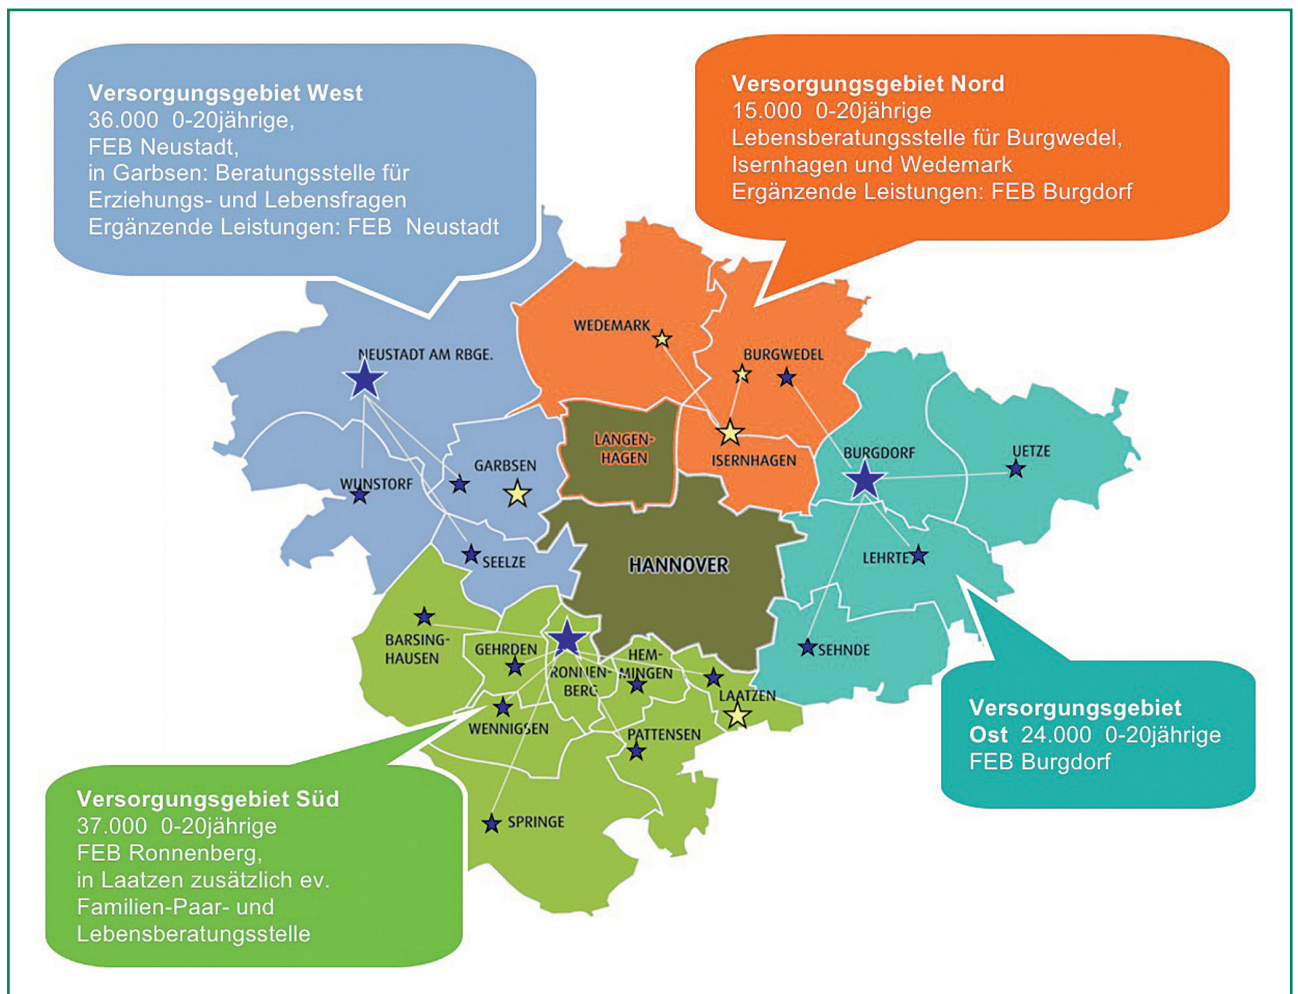 Versorgungsgebiet West
36.000 0-20jährige,
FEB Neustadt,
in Garbsen: Beratungsstelle für
Erziehungs- und Lebensfragen
Ergänzende Leistungen: FEB Neustadt
Versorgungsgebiet Nord
15.000 0-20jährige
Lebensberatungsstelle für Burgwedel,
Isernhagen und Wedemark
Ergänzende Leistungen: FEB Burgdorf
WEDEMARK
NEUSTADT AM RBGE.
BURGWEDEL
LANGEN-
HAGEN
ISERNHAGEN
BURGDORF
UETZE
GARBSEN
WUNSTORF
SEELZE
HANNOVER
LEHRTE
SEHNDE
BARSING-
HAUSEN
GEHRDEN
RONNEN-
BERG
HEM-
MINGEN
LAATZEN
WENNIGSEN
PATTENSEN
SPRINGE
Versorgungsgebiet
Ost 24.000 0-20jährige
FEB Burgdorf
Versorgungsgebiet Süd
37.000 0-20jährige
FEB Ronnenberg,
in Laatzen zusätzlich ev.
Familien-Paar- und
Lebensberatungsstelle